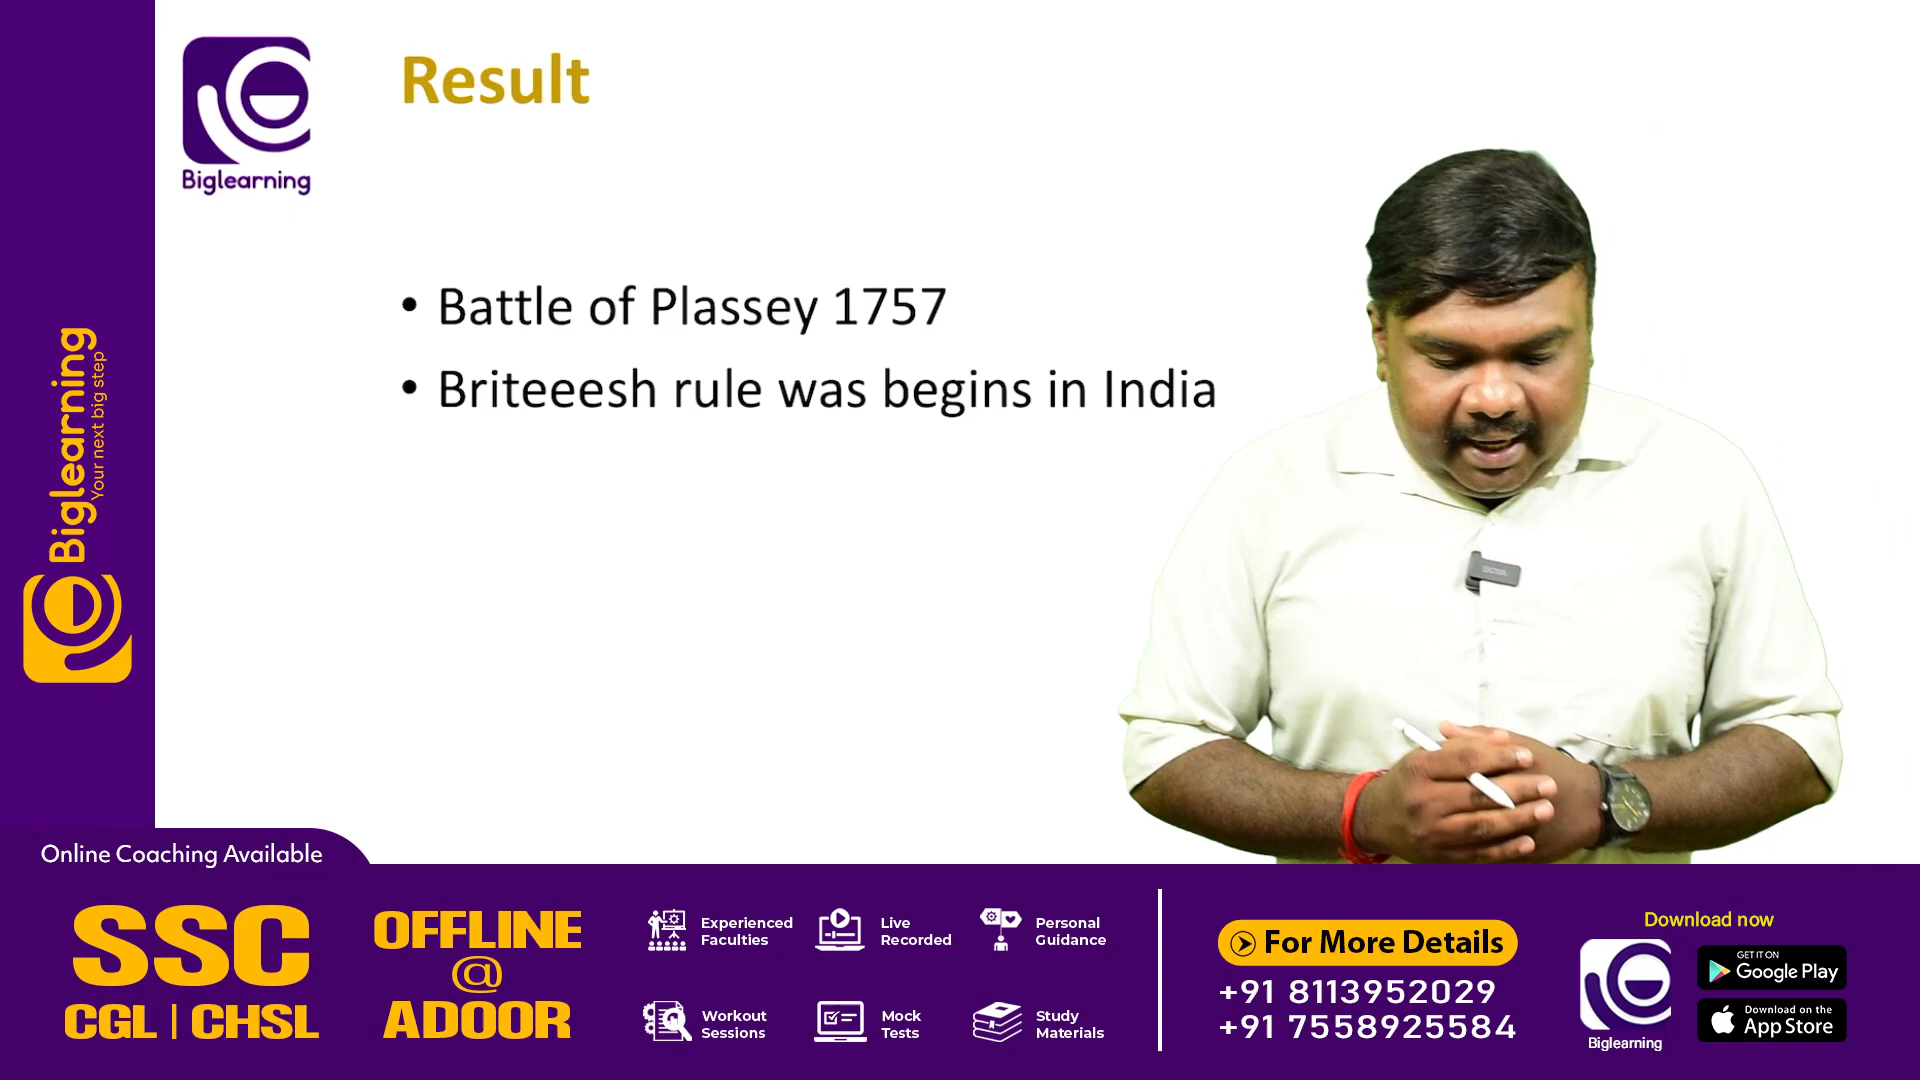 Biglearning
Result
• Battle of Plassey 1757
• Briteeesh rule was begins in India
Biglearning
Your next big step
Online Coaching Available
SSC
CGL | CHSL
OFFLINE
@
ADOOR
Experienced
Faculties
Live
Recorded
Personal
Guidance
Workout
Sessions
Mock
Tests
Study
Materials
For More Details
+91 8113952029
+91 7558925584
Download now
Biglearning
GET IT ON
Google Play
Download on the
App Store